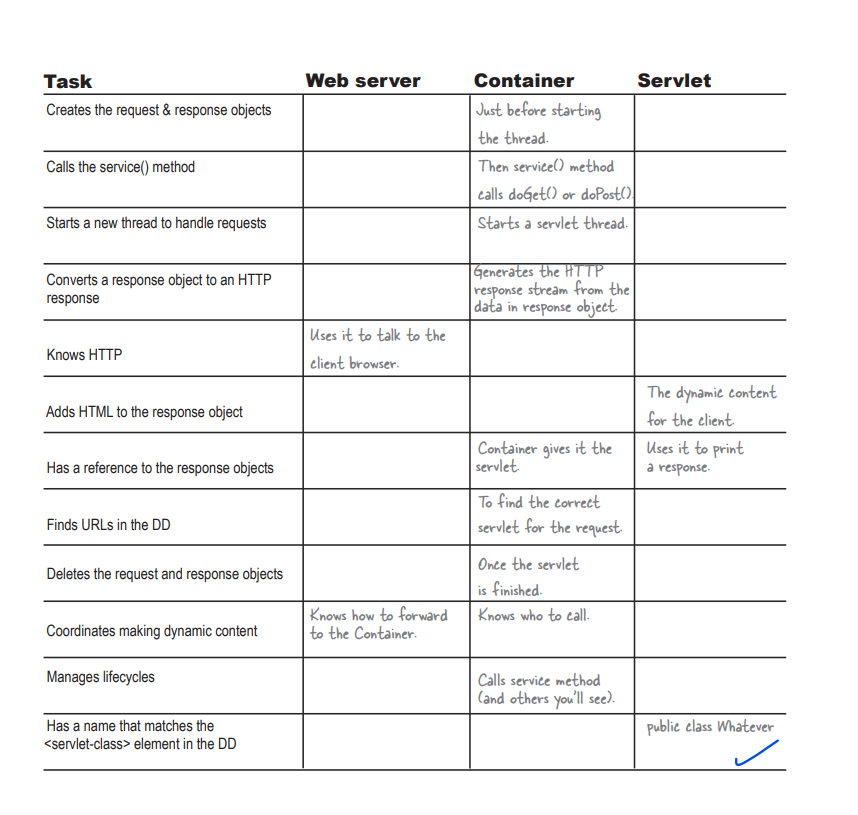 Task Web server Container Servlet
Creates the request & response objects
Just before starting
the thread.
Calls the service() method
Then service() method
calls doGet() or doPost().
Starts a new thread to handle requests
Starts a servlet thread.
Converts a response object to an HTTP
response
Generates the HTTP
response stream from the
data in response object.
Knows HTTP
Uses it to talk to the
client browser.
Adds HTML to the response object
The dynamic content
for the client.
Has a reference to the response objects
Container gives it the
servlet.
Uses it to print
a response.
Finds URLs in the DD
To find the correct
servlet for the request.
Deletes the request and response objects
Once the servlet
is finished.
Coordinates making dynamic content
Knows how to forward
to the Container.
Knows who to call.
Manages lifecycles
Calls service method
(and others you'll see).
Has a name that matches the
<servlet-class> element in the DD
public class Whatever